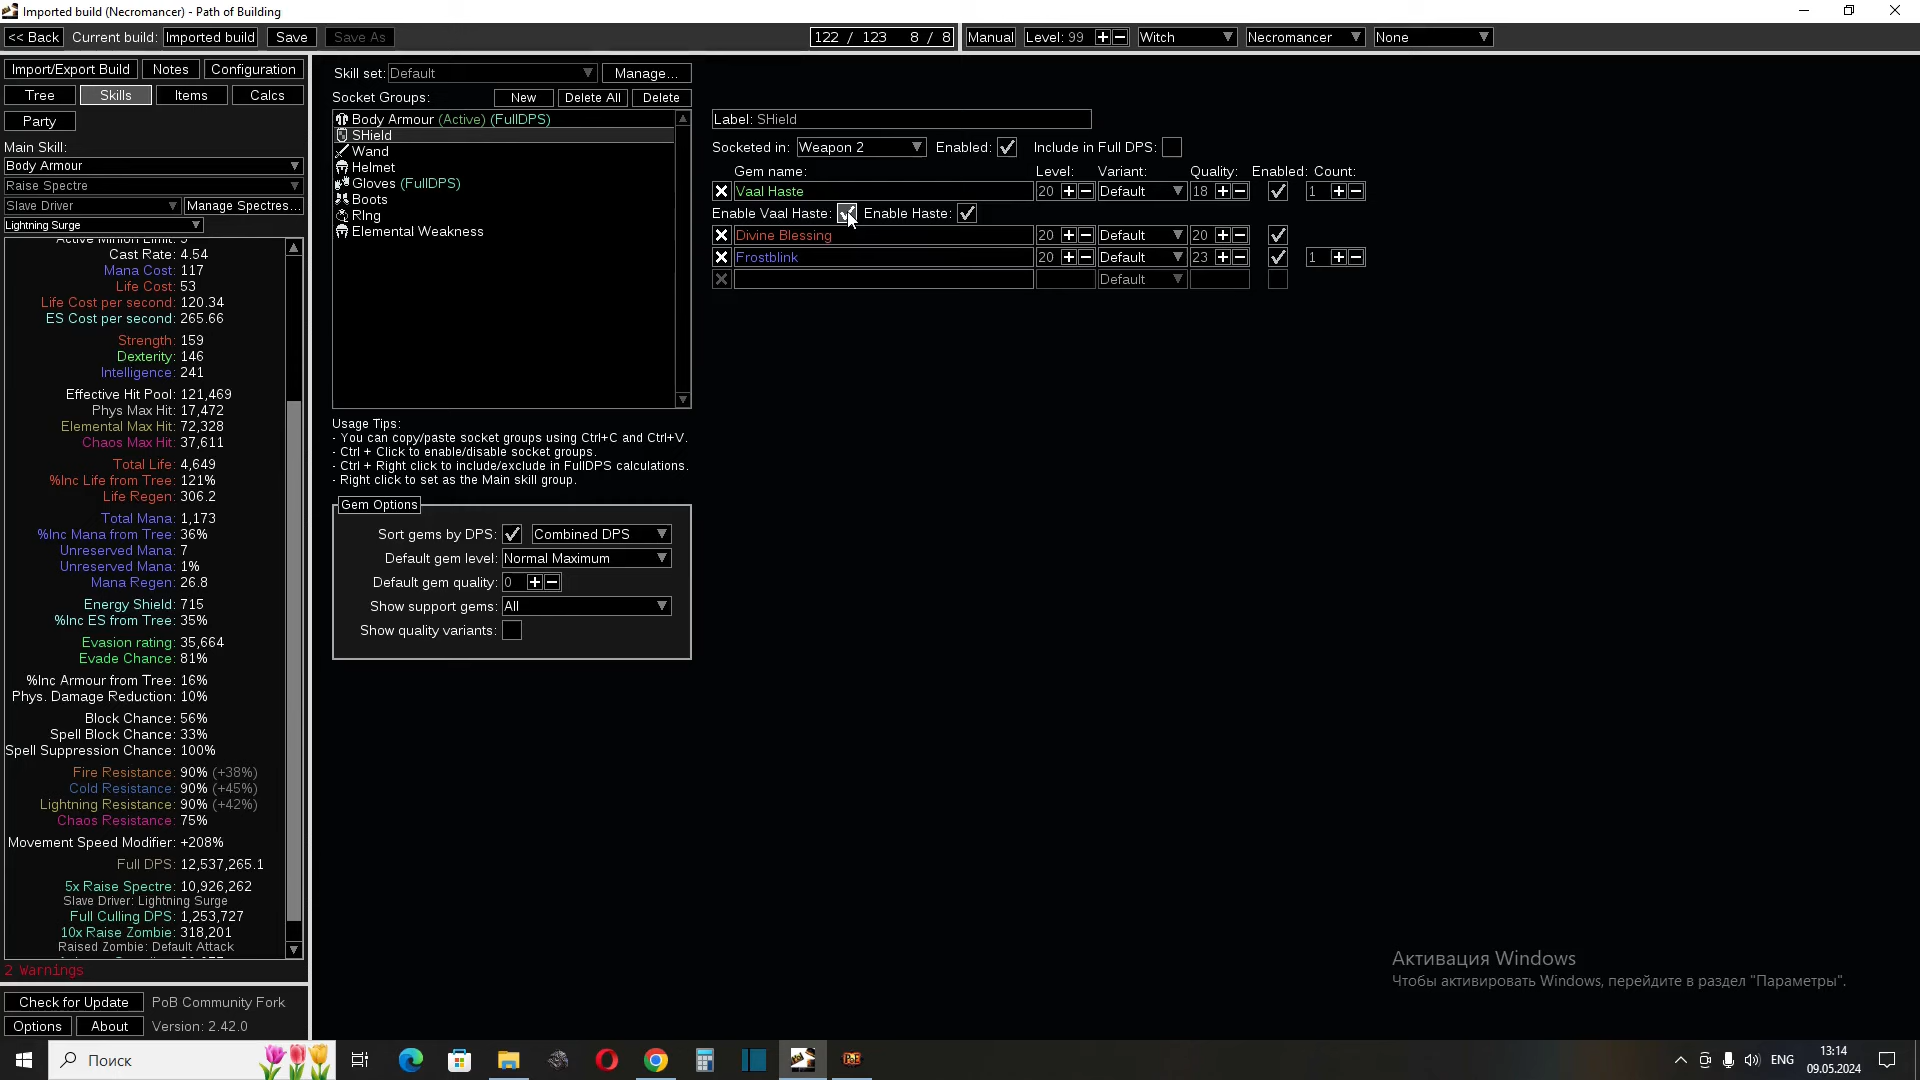 Imported build (Necromancer) - Path of Building
<< Back Current build: Imported build Save Save As 122 / 123 8 / 8 Manual Level: 99 Witch Necromancer None
Import/Export Build Notes Configuration
Tree Skills Items Calcs
Party
Main Skill:
Body Armour
Raise Spectre
Slave Driver Manage Spectres...
Lightning Surge
Cast Rate: 4.54
Mana Cost: 117
Life Cost: 53
Life Cost per second: 120.34
ES Cost per second: 265.66
Strength: 159
Dexterity: 146
Intelligence: 241
Effective Hit Pool: 121,469
Phys Max Hit: 17,472
Elemental Max Hit: 72,328
Chaos Max Hit: 37,611
Total Life: 4,649
%Inc Life from Tree: 121%
Life Regen: 306.2
Total Mana: 1,173
%Inc Mana from Tree: 36%
Unreserved Mana: 7
Unreserved Mana: 1%
Mana Regen: 26.8
Energy Shield: 715
%Inc ES from Tree: 35%
Evasion rating: 35,664
Evade Chance: 81%
%Inc Armour from Tree: 16%
Phys. Damage Reduction: 10%
Block Chance: 56%
Spell Block Chance: 33%
Spell Suppression Chance: 100%
Fire Resistance: 90% (+38%)
Cold Resistance: 90% (+45%)
Lightning Resistance: 90% (+42%)
Chaos Resistance: 75%
Movement Speed Modifier: +208%
Full DPS: 12,537,265.1
5x Raise Spectre: 10,926,262
Slave Driver: Lightning Surge
Full Culling DPS: 1,253,727
10x Raise Zombie: 318,201
Raised Zombie: Default Attack
2 Warnings
Check for Update PoB Community Fork
Options About Version: 2.42.0
Skill set: Default Manage...
Socket Groups: New Delete All Delete
Body Armour (Active) (FullDPS)
SHield
Wand
Helmet
Gloves (FullDPS)
Boots
RIng
Elemental Weakness
Usage Tips:
- You can copy/paste socket groups using Ctrl+C and Ctrl+V.
- Ctrl + Click to enable/disable socket groups.
- Ctrl + Right click to include/exclude in FullDPS calculations.
- Right click to set as the Main skill group.
Gem Options
Sort gems by DPS: Combined DPS
Default gem level: Normal Maximum
Default gem quality: 0
Show support gems: All
Show quality variants:
Label: SHield
Socketed in: Weapon 2 Enabled: Include in Full DPS:
Gem name: Level: Variant: Quality: Enabled: Count:
Vaal Haste 20 Default 18 1
Enable Vaal Haste: Enable Haste:
Divine Blessing 20 Default 20
Frostblink 20 Default 23 1
Default
Активация Windows
Чтобы активировать Windows, перейдите в раздел "Параметры".
Поиск
ENG
13:14
09.05.2024